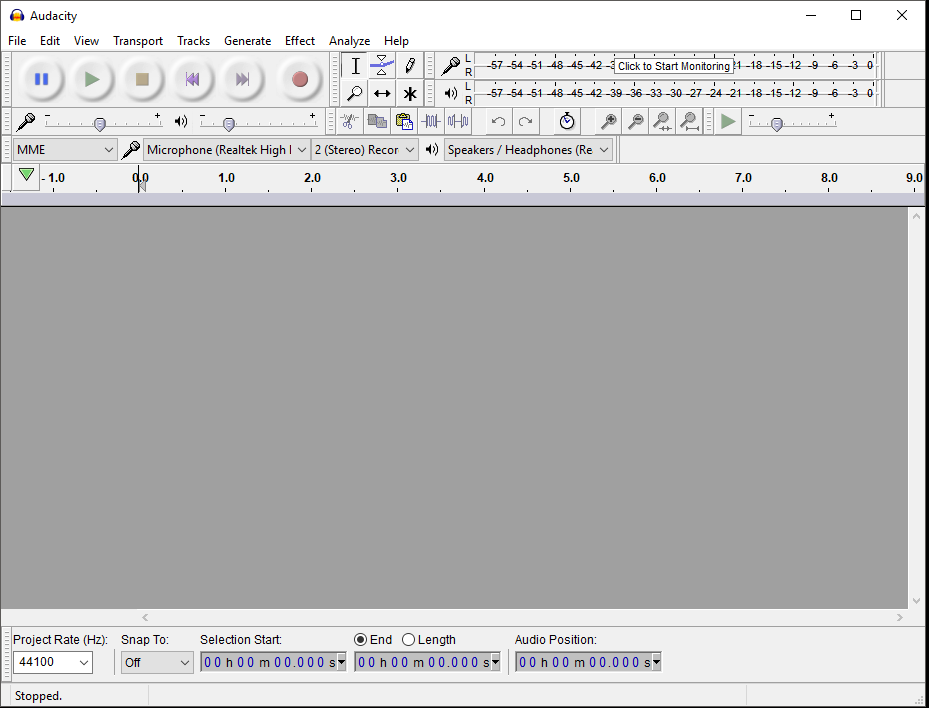 Audacity
File Edit View Transport Tracks Generate Effect Analyze Help
L
R
-57 -54 -51 -48 -45 -42 -3 Click to Start Monitoring 21 -18 -15 -12 -9 -6 -3 0
L
R
-57 -54 -51 -48 -45 -42 -39 -36 -33 -30 -27 -24 -21 -18 -15 -12 -9 -6 -3 0
- + - + - +
MME Microphone (Realtek High 2 (Stereo) Recor Speakers / Headphones (Re
- 1.0 0.0 1.0 2.0 3.0 4.0 5.0 6.0 7.0 8.0 9.0
Project Rate (Hz): Snap To: Selection Start: End Length Audio Position:
44100 Off 00 h 00 m 00.000 s 00 h 00 m 00.000 s 00 h 00 m 00.000 s
Stopped.